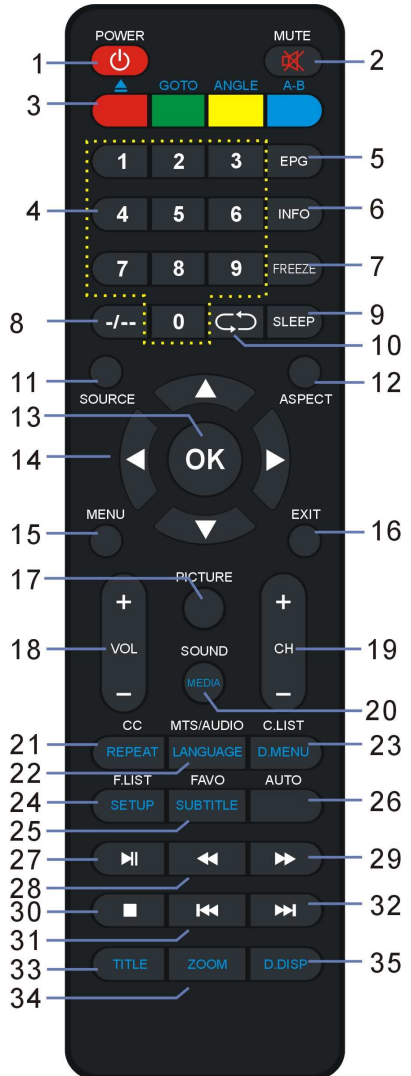 POWER MUTE
1 2
3 GOTO ANGLE A-B
1 2 3 EPG 5
4 4 5 6 INFO 6
7 8 9 FREEZE 7
8 -/-- 0 SLEEP 9
10
11 SOURCE ASPECT 12
13
14 OK
MENU EXIT
15 16
17 PICTURE
+ +
18 VOL SOUND CH 19
MEDIA
- -
20
CC MTS/AUDIO C.LIST
21 REPEAT LANGUAGE D.MENU 23
22
F.LIST FAVO AUTO
24 SETUP SUBTITLE 26
25
27 29
28
30 32
31
33 TITLE ZOOM D.DISP 35
34